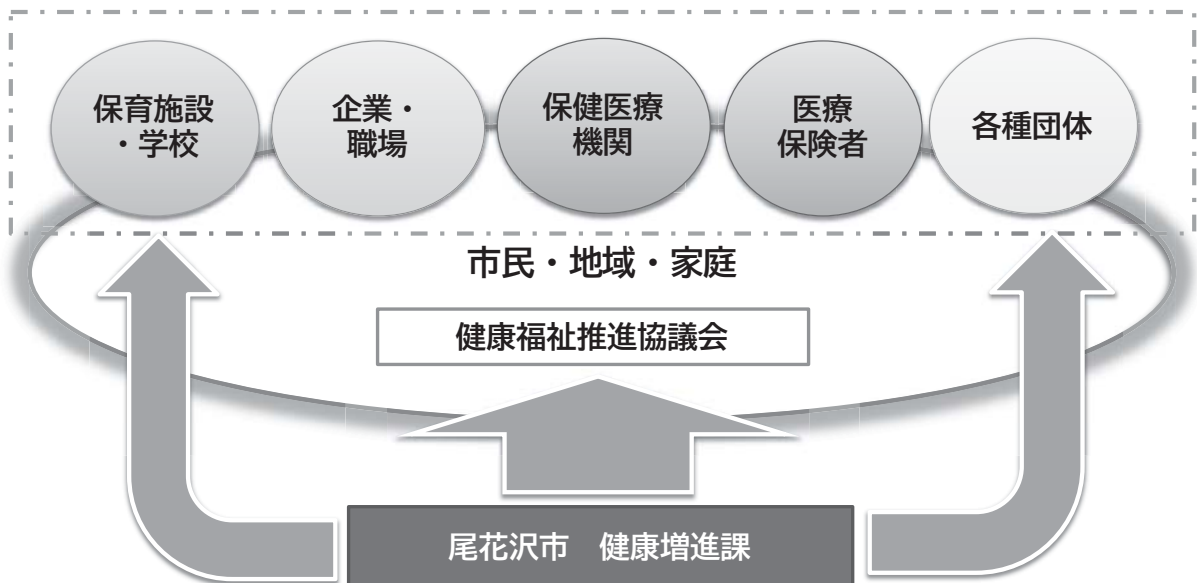 保育施設
・学校
企業・
職場
保健医療
機関
医療
保険者
各種団体
市民・地域・家庭
健康福祉推進協議会
尾花沢市　健康増進課